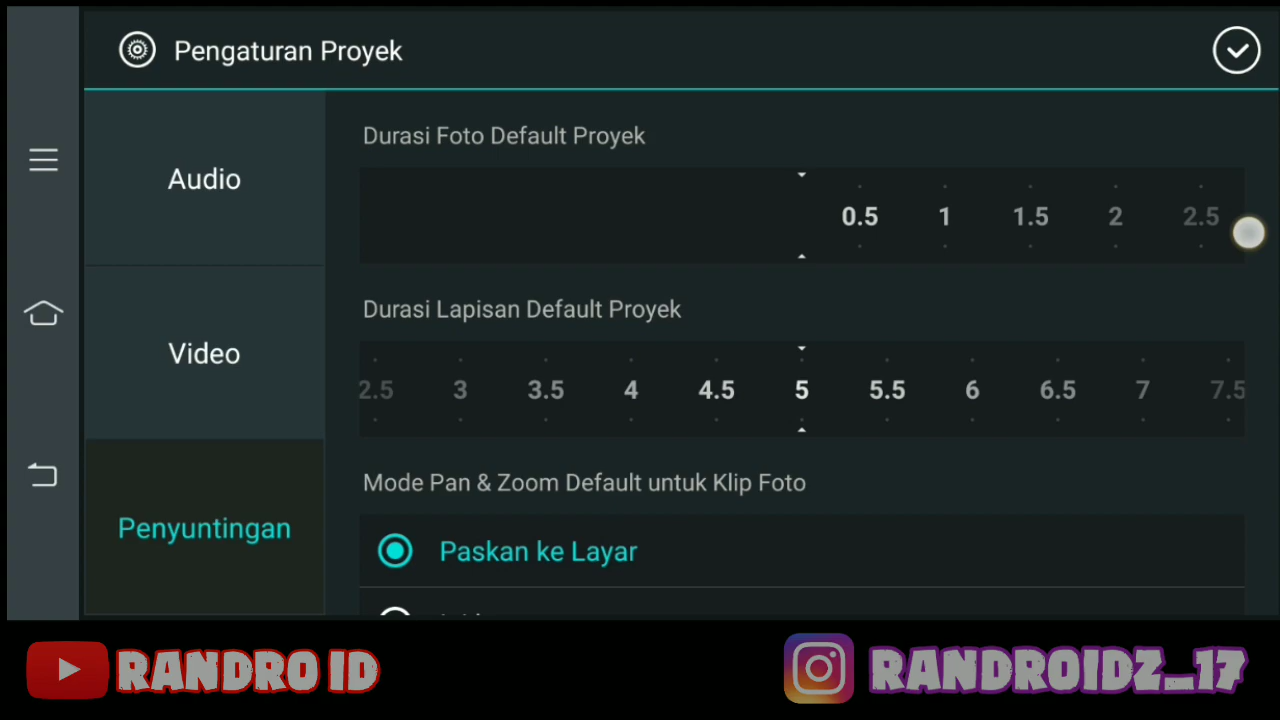 Pengaturan Proyek
Audio
Video
Penyuntingan
Durasi Foto Default Proyek
0.5 1 1.5 2 2.5
Durasi Lapisan Default Proyek
2.5 3 3.5 4 4.5 5 5.5 6 6.5 7 7.5
Mode Pan & Zoom Default untuk Klip Foto
Paskan ke Layar
RANDRO ID
RANDROIDZ_17